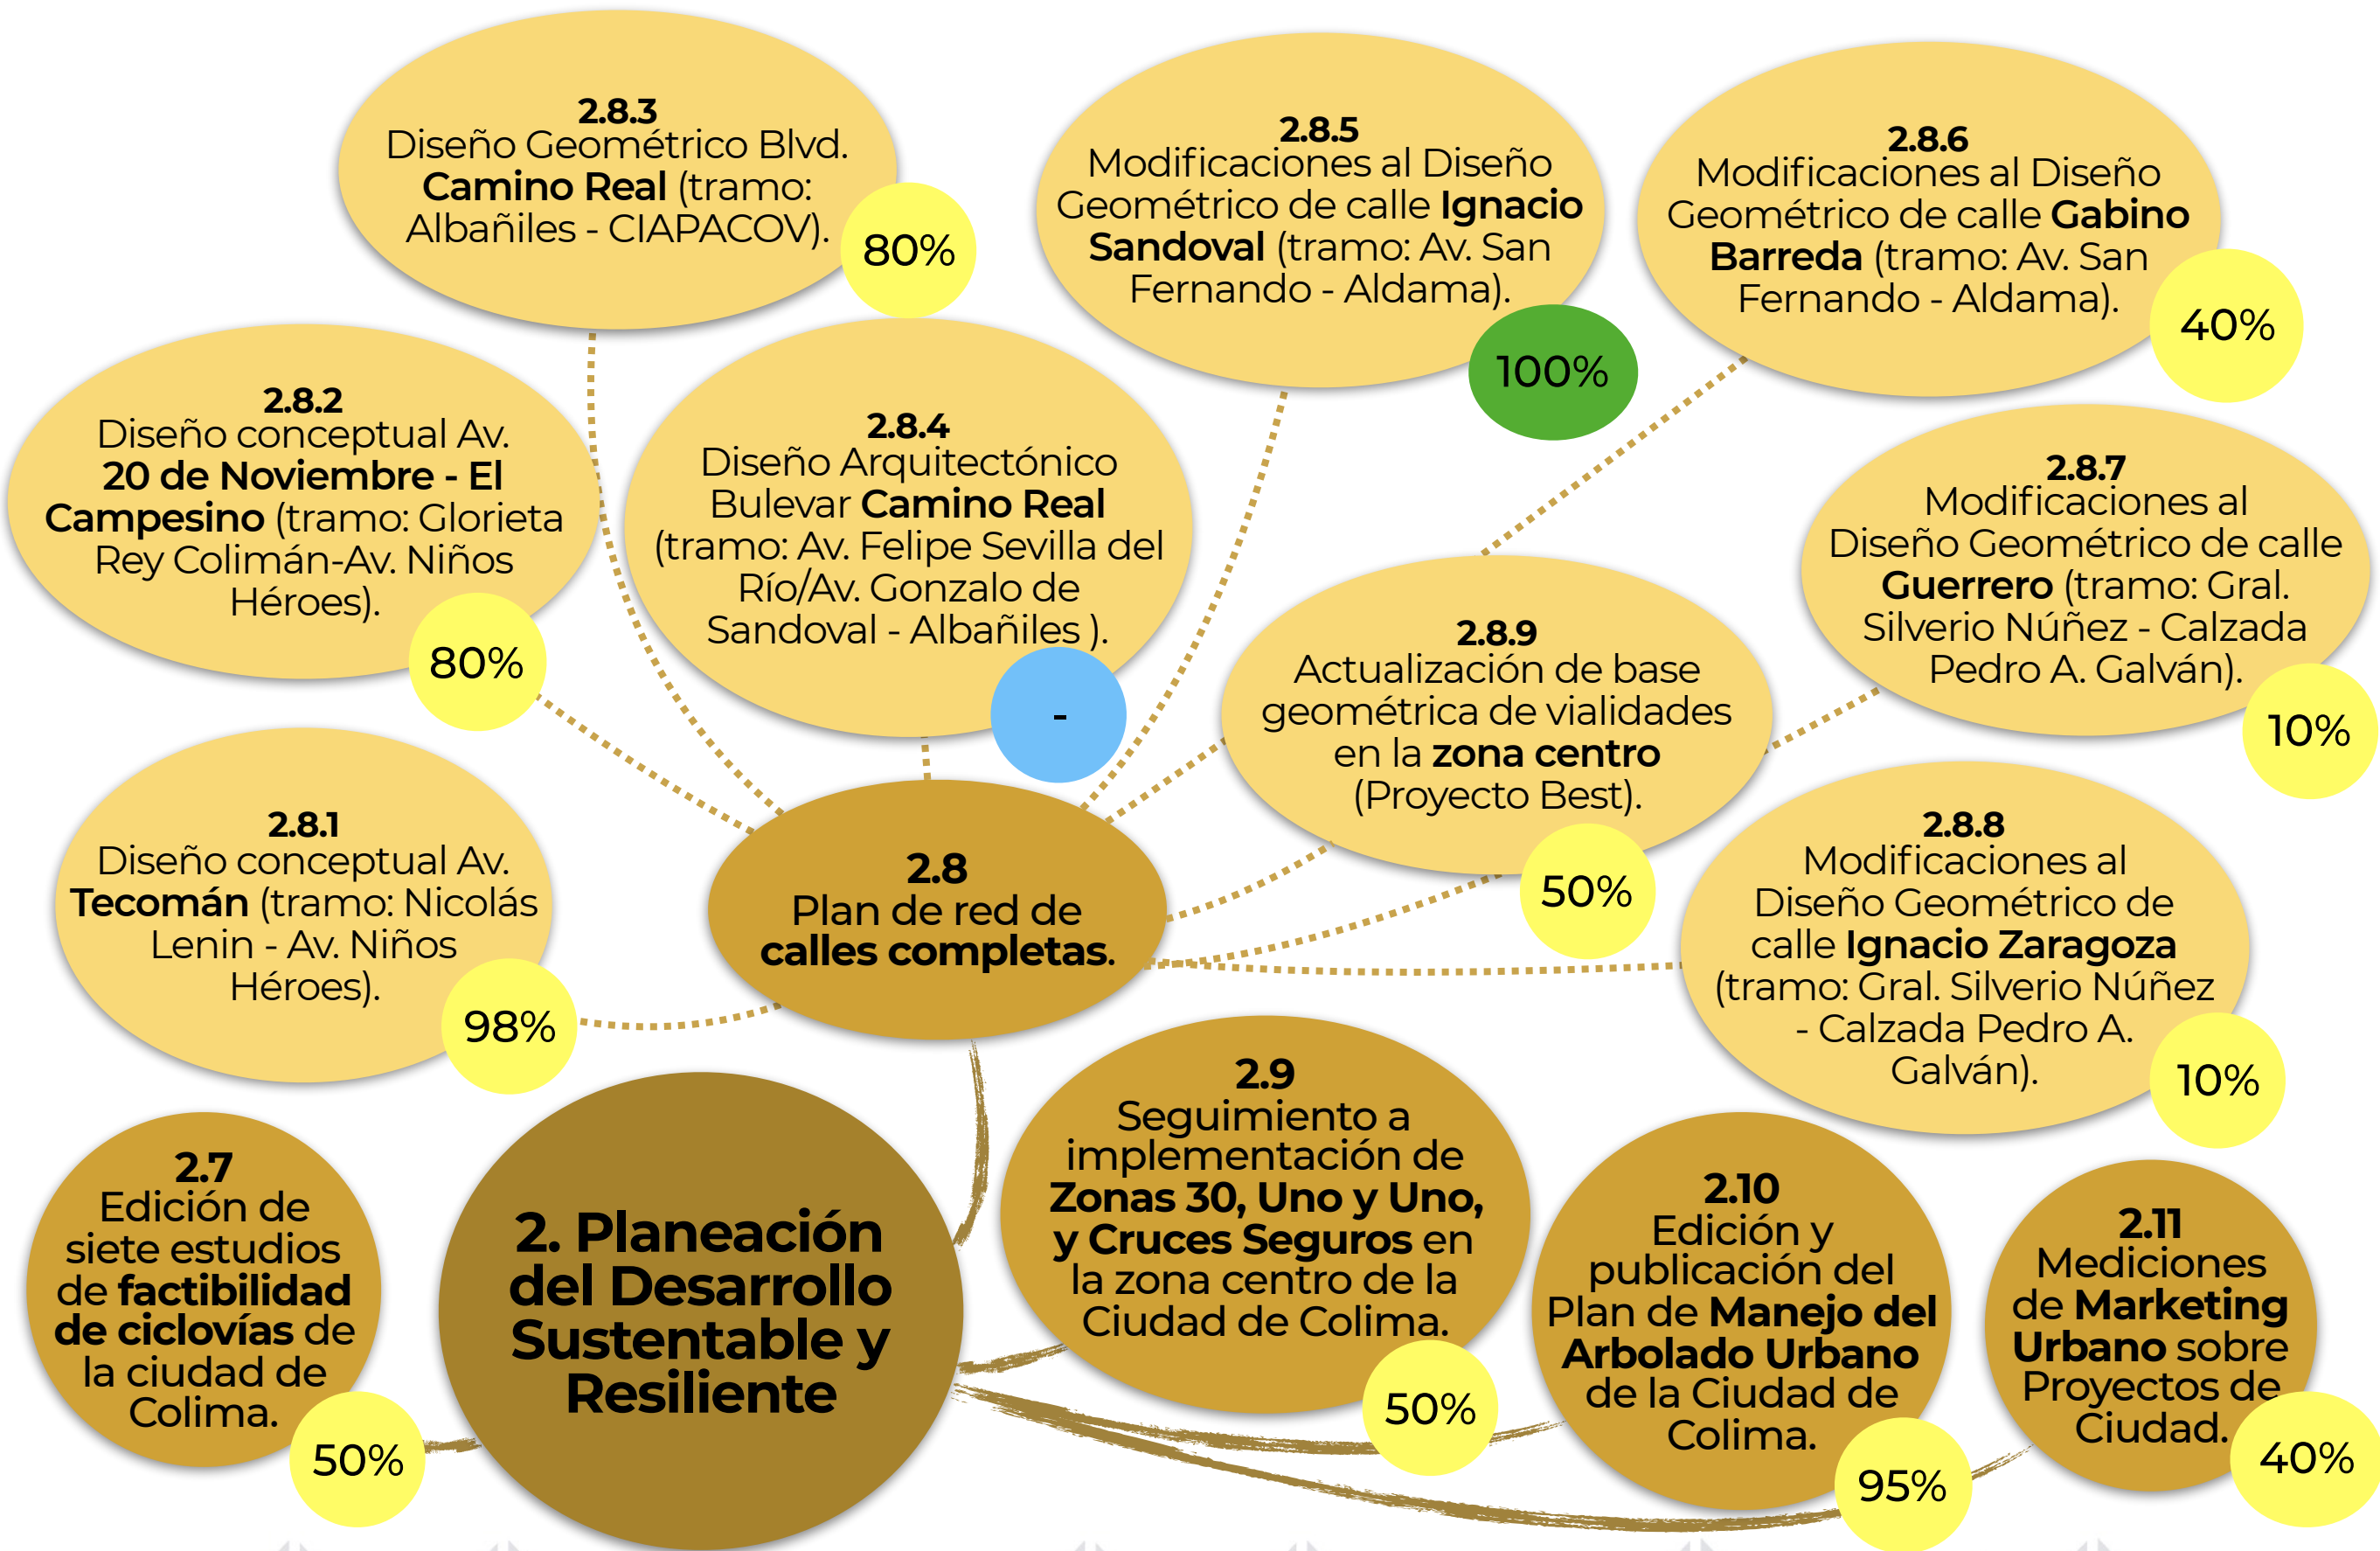 2.8.3
Diseño Geométrico Blvd.
Camino Real (tramo:
Albañiles - CIAPACOV).
80%
2.8.5
Modificaciones al Diseño
Geométrico de calle Ignacio
Sandoval (tramo: Av. San
Fernando - Aldama).
100%
2.8.6
Modificaciones al Diseño
Geométrico de calle Gabino
Barreda (tramo: Av. San
Fernando - Aldama).
40%
2.8.2
Diseño conceptual Av.
20 de Noviembre - El
Campesino (tramo: Glorieta
Rey Colimán-Av. Niños
Héroes).
80%
2.8.4
Diseño Arquitectónico
Bulevar Camino Real
(tramo: Av. Felipe Sevilla del
Río/Av. Gonzalo de
Sandoval - Albañiles ).
-
2.8.7
Modificaciones al
Diseño Geométrico de calle
Guerrero (tramo: Gral.
Silverio Núñez - Calzada
Pedro A. Galván).
10%
2.8.9
Actualización de base
geométrica de vialidades
en la zona centro
(Proyecto Best).
50%
2.8.1
Diseño conceptual Av.
Tecomán (tramo: Nicolás
Lenin - Av. Niños
Héroes).
98%
2.8
Plan de red de
calles completas.
2.8.8
Modificaciones al
Diseño Geométrico de
calle Ignacio Zaragoza
(tramo: Gral. Silverio Núñez
- Calzada Pedro A.
Galván).
10%
2.7
Edición de
siete estudios
de factibilidad
de ciclovías de
la ciudad de
Colima.
50%
2. Planeación
del Desarrollo
Sustentable y
Resiliente
2.9
Seguimiento a
implementación de
Zonas 30, Uno y Uno,
y Cruces Seguros en
la zona centro de la
Ciudad de Colima.
50%
2.10
Edición y
publicación del
Plan de Manejo del
Arbolado Urbano
de la Ciudad de
Colima.
95%
2.11
Mediciones
de Marketing
Urbano sobre
Proyectos de
Ciudad.
40%